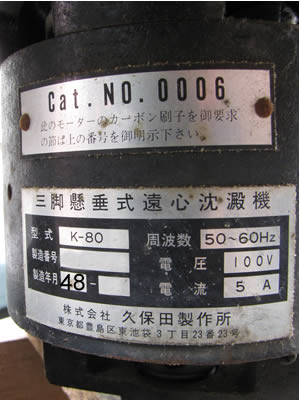 Cat. NO. 0006
此のモーターのカーボン刷子を御要求
の節は上の番号を御明示下さい
三脚懸垂式遠心沈澱機
型式 K-80 周波数 50~60Hz
製造番号 電圧 100V
製造年月 48- 電流 5 A
株式会社 久保田製作所
東京都豊島区東池袋3丁目23番23号